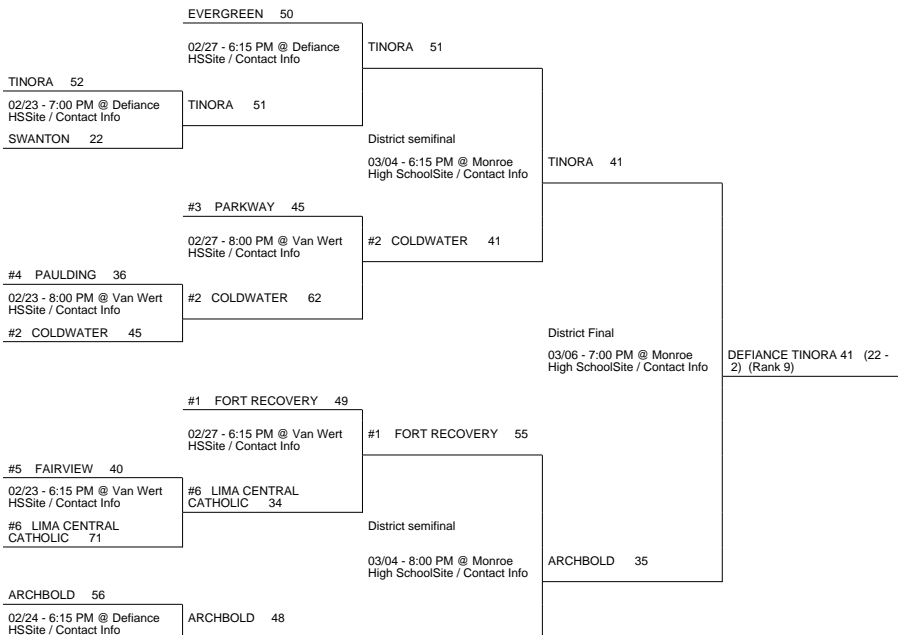 EVERGREEN 50
02/27 - 6:15 PM @ Defiance
HSSite / Contact Info
TINORA 51
TINORA 52
02/23 - 7:00 PM @ Defiance
HSSite / Contact Info
TINORA 51
SWANTON 22
District semifinal
03/04 - 6:15 PM @ Monroe
High SchoolSite / Contact Info
TINORA 41
#3 PARKWAY 45
02/27 - 8:00 PM @ Van Wert
HSSite / Contact Info
#2 COLDWATER 41
#4 PAULDING 36
02/23 - 8:00 PM @ Van Wert
HSSite / Contact Info
#2 COLDWATER 62
#2 COLDWATER 45
District Final
03/06 - 7:00 PM @ Monroe
High SchoolSite / Contact Info
DEFIANCE TINORA 41 (22 -
2) (Rank 9)
#1 FORT RECOVERY 49
02/27 - 6:15 PM @ Van Wert
HSSite / Contact Info
#1 FORT RECOVERY 55
#5 FAIRVIEW 40
02/23 - 6:15 PM @ Van Wert
HSSite / Contact Info
#6 LIMA CENTRAL
CATHOLIC 34
#6 LIMA CENTRAL
CATHOLIC 71
District semifinal
03/04 - 8:00 PM @ Monroe
High SchoolSite / Contact Info
ARCHBOLD 35
ARCHBOLD 56
02/24 - 6:15 PM @ Defiance
HSSite / Contact Info
ARCHBOLD 48